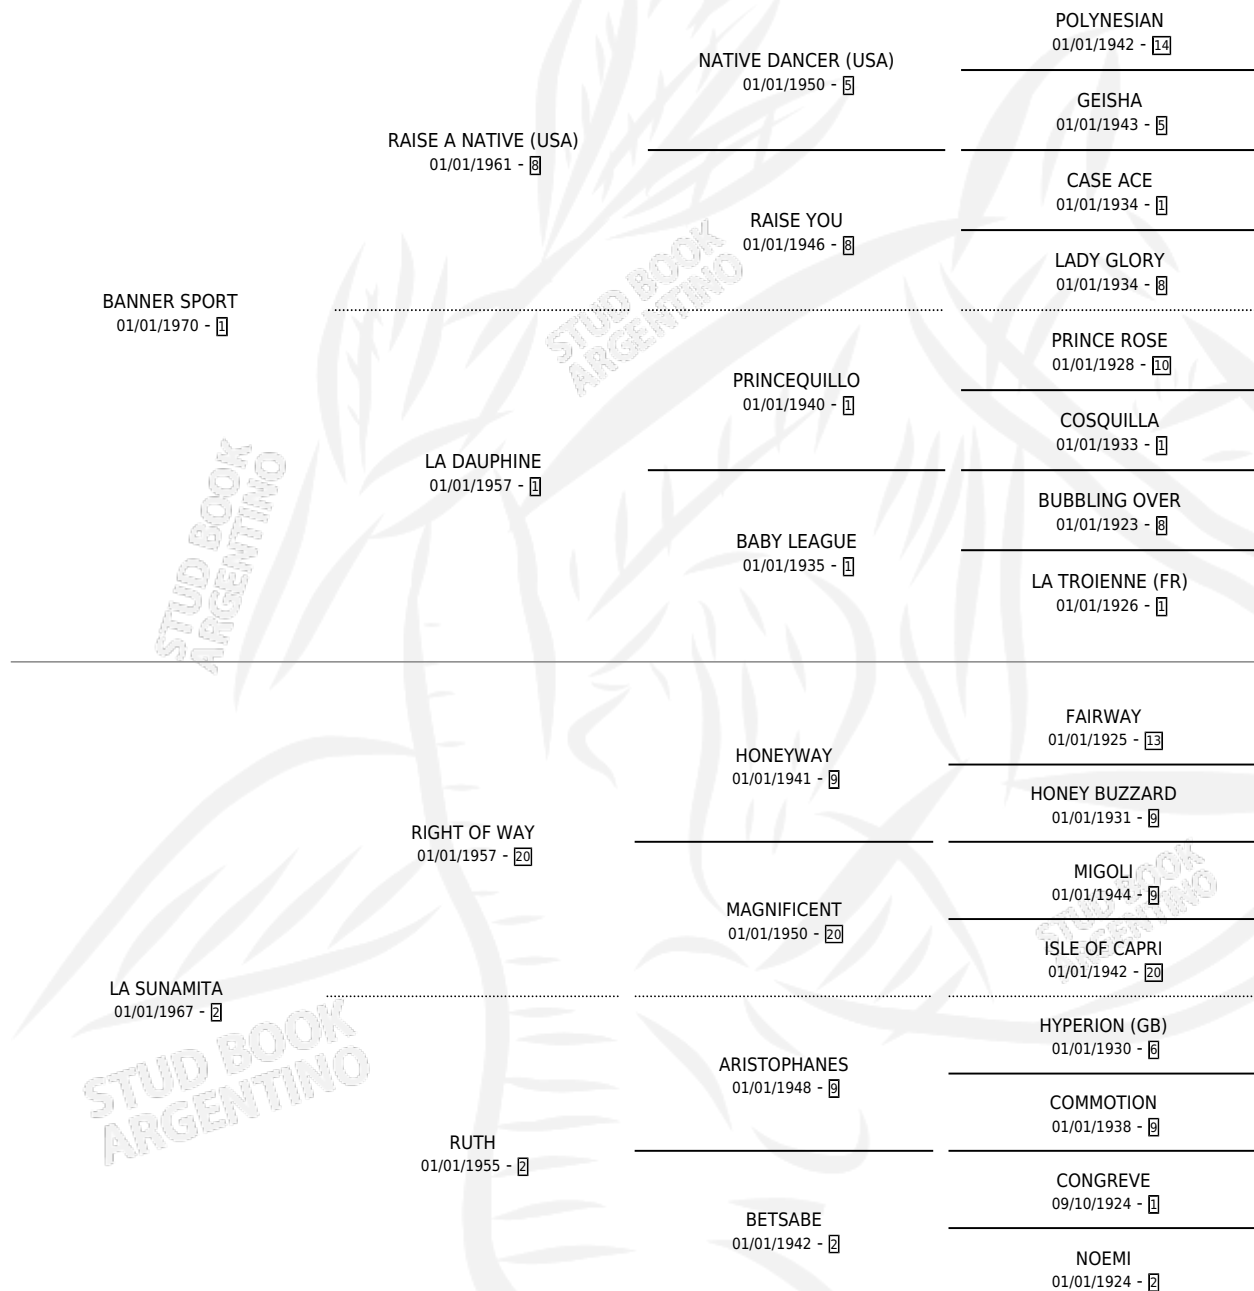 POLYNESIAN
01/01/1942 - 14
NATIVE DANCER (USA)
01/01/1950 - 5
GEISHA
01/01/1943 - 5
RAISE A NATIVE (USA)
01/01/1961 - 8
CASE ACE
01/01/1934 - 1
RAISE YOU
01/01/1946 - 8
LADY GLORY
01/01/1934 - 8
BANNER SPORT
01/01/1970 - 1
STUD BOOK
ARGENTINO
PRINCE ROSE
01/01/1928 - 10
PRINCEQUILLO
01/01/1940 - 1
COSQUILLA
01/01/1933 - 1
LA DAUPHINE
01/01/1957 - 1
BUBBLING OVER
01/01/1923 - 8
BABY LEAGUE
01/01/1935 - 1
LA TROIENNE (FR)
01/01/1926 - 1
STUD BOOK
ARGENTINO
FAIRWAY
01/01/1925 - 13
HONEYWAY
01/01/1941 - 9
HONEY BUZZARD
01/01/1931 - 9
RIGHT OF WAY
01/01/1957 - 20
MIGOLI
01/01/1944 - 9
MAGNIFICENT
01/01/1950 - 20
ISLE OF CAPRI
01/01/1942 - 20
STUD BOOK
ARGENTINO
LA SUNAMITA
01/01/1967 - 2
HYPERION (GB)
01/01/1930 - 6
ARISTOPHANES
01/01/1948 - 9
COMMOTION
01/01/1938 - 9
STUD BOOK
ARGENTINO
RUTH
01/01/1955 - 2
CONGREVE
09/10/1924 - 1
BETSABE
01/01/1942 - 2
NOEMI
01/01/1924 - 2